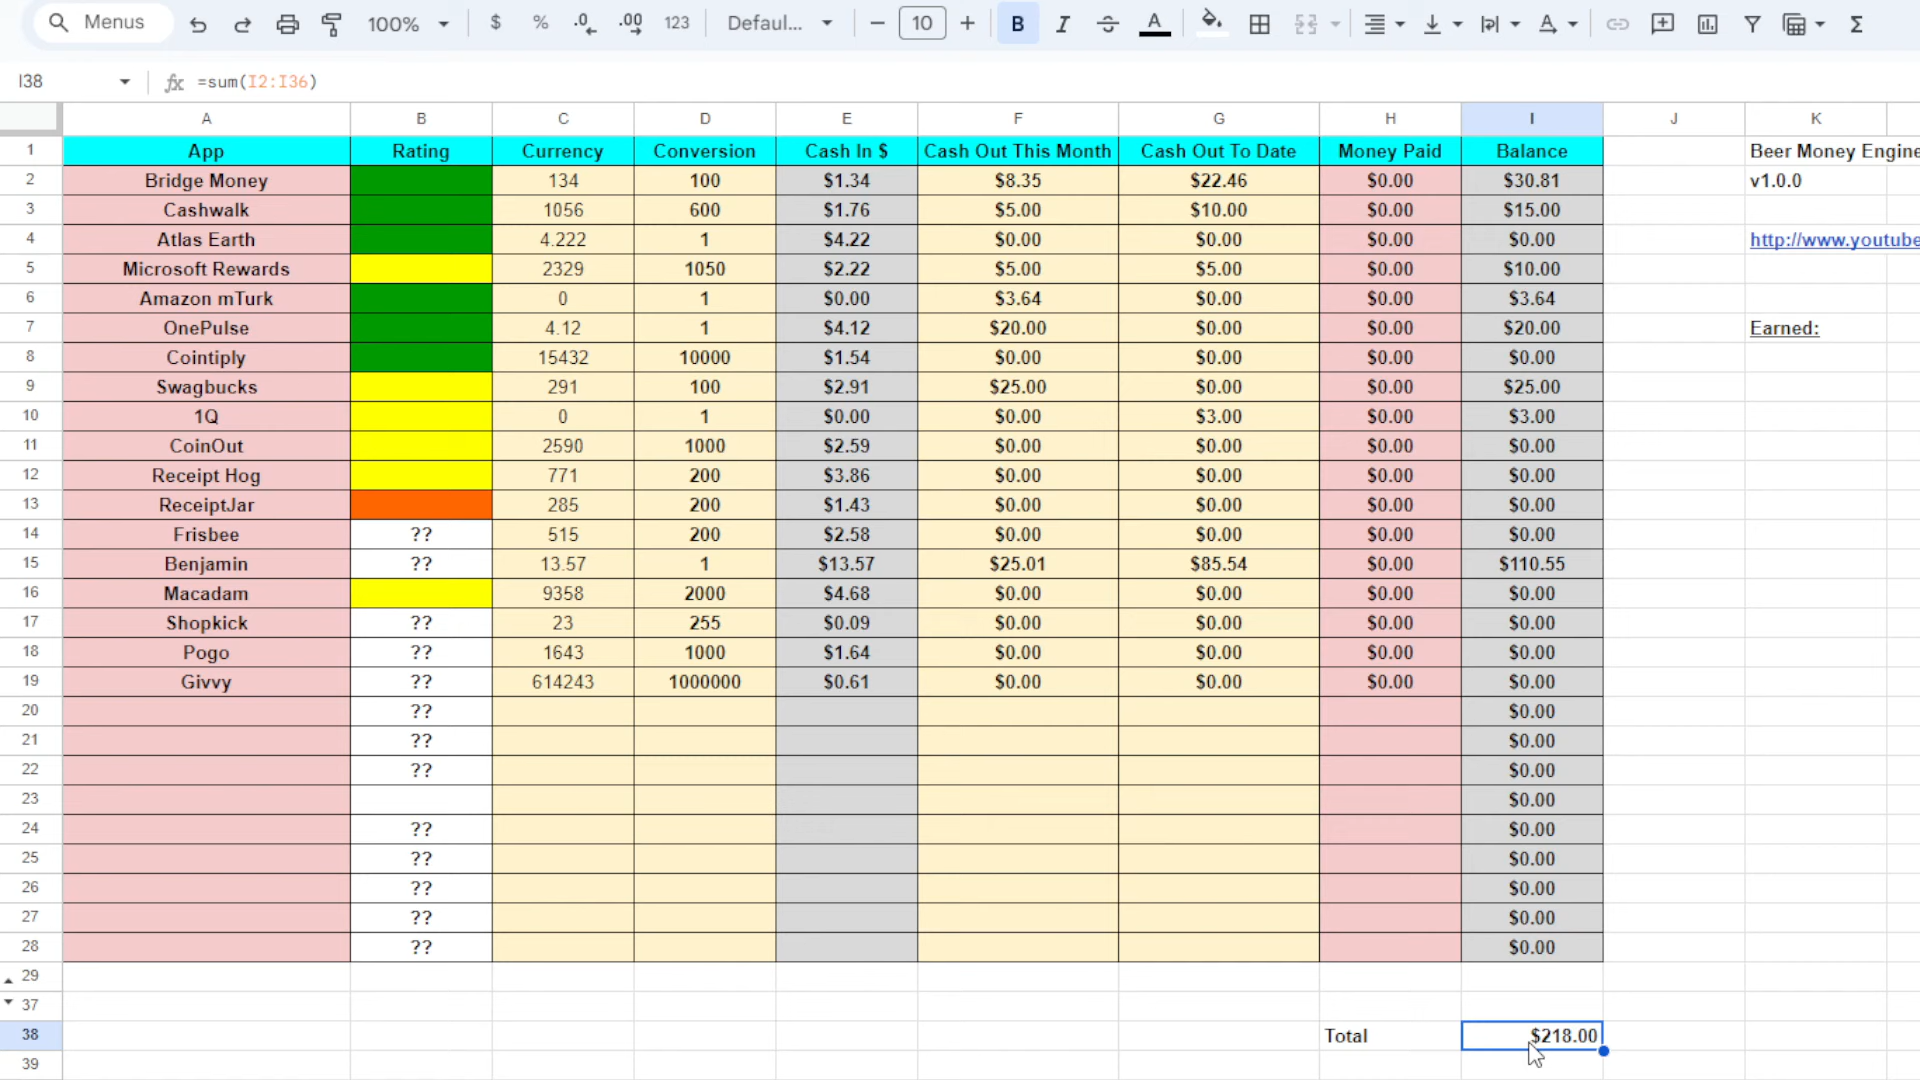 Menus 100% $ % .0 .00 123 Defaul... 10 B I A A Σ
I38 fx =sum(I2:I36)
A B C D E F G H I J K
1 App Rating Currency Conversion Cash In $ Cash Out This Month Cash Out To Date Money Paid Balance Beer Money Engine
2 Bridge Money 134 100 $1.34 $8.35 $22.46 $0.00 $30.81 v1.0.0
3 Cashwalk 1056 600 $1.76 $5.00 $10.00 $0.00 $15.00
4 Atlas Earth 4.222 1 $4.22 $0.00 $0.00 $0.00 $0.00 http://www.youtube
5 Microsoft Rewards 2329 1050 $2.22 $5.00 $5.00 $0.00 $10.00
6 Amazon mTurk 0 1 $0.00 $3.64 $0.00 $0.00 $3.64
7 OnePulse 4.12 1 $4.12 $20.00 $0.00 $0.00 $20.00 Earned:
8 Cointiply 15432 10000 $1.54 $0.00 $0.00 $0.00 $0.00
9 Swagbucks 291 100 $2.91 $25.00 $0.00 $0.00 $25.00
10 1Q 0 1 $0.00 $0.00 $3.00 $0.00 $3.00
11 CoinOut 2590 1000 $2.59 $0.00 $0.00 $0.00 $0.00
12 Receipt Hog 771 200 $3.86 $0.00 $0.00 $0.00 $0.00
13 ReceiptJar 285 200 $1.43 $0.00 $0.00 $0.00 $0.00
14 Frisbee ?? 515 200 $2.58 $0.00 $0.00 $0.00 $0.00
15 Benjamin ?? 13.57 1 $13.57 $25.01 $85.54 $0.00 $110.55
16 Macadam 9358 2000 $4.68 $0.00 $0.00 $0.00 $0.00
17 Shopkick ?? 23 255 $0.09 $0.00 $0.00 $0.00 $0.00
18 Pogo ?? 1643 1000 $1.64 $0.00 $0.00 $0.00 $0.00
19 Givvy ?? 614243 1000000 $0.61 $0.00 $0.00 $0.00 $0.00
20 ?? $0.00
21 ?? $0.00
22 ?? $0.00
23 $0.00
24 ?? $0.00
25 ?? $0.00
26 ?? $0.00
27 ?? $0.00
28 ?? $0.00
29
37
38 Total $218.00
39